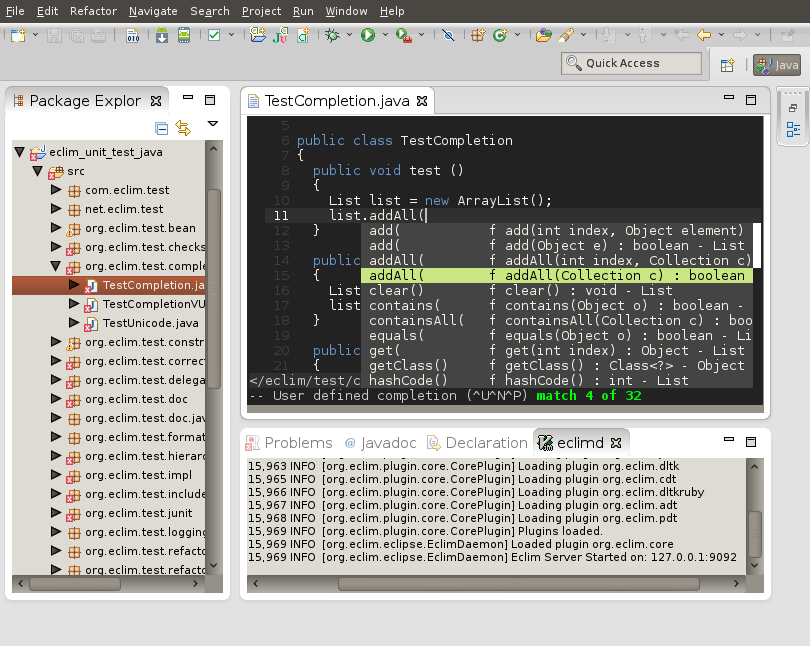 File Edit Refactor Navigate Search Project Run Window Help
010
Quick Access
Java
Package Explor
TestCompletion.java
eclim_unit_test_java
src
com.eclim.test
net.eclim.test
org.eclim.test.bean
org.eclim.test.checks
org.eclim.test.comple
TestCompletion.ja
TestCompletionVU
TestUnicode.java
org.eclim.test.constr
org.eclim.test.correct
org.eclim.test.delega
org.eclim.test.doc
org.eclim.test.doc.jav
org.eclim.test.format
org.eclim.test.hierarc
org.eclim.test.impl
org.eclim.test.include
org.eclim.test.junit
org.eclim.test.logging
org.eclim.test.refacto
org.eclim.test.refacto
5
6 public class TestCompletion
7 {
8 public void test ()
9 {
10 List list = new ArrayList();
11 list.addAll(
12 }
13
14 public
15 {
16 List
17 list
18 }
19
20 public
21 {
add( f add(int index, Object element)
add( f add(Object e) : boolean - List
addAll( f addAll(int index, Collection c)
addAll( f addAll(Collection c) : boolean
clear() f clear() : void - List
contains( f contains(Object o) : boolean -
containsAll( f containsAll(Collection c) : boo
equals( f equals(Object o) : boolean - Li
get( f get(int index) : Object - List
getClass() f getClass() : Class<?> - Object
hashCode() f hashCode() : int - List
</eclim/test/c
-- User defined completion (^U^N^P) match 4 of 32
Problems @ Javadoc Declaration eclimd
15,963 INFO [org.eclim.plugin.core.CorePlugin] Loading plugin org.eclim.dltk
15,965 INFO [org.eclim.plugin.core.CorePlugin] Loading plugin org.eclim.cdt
15,966 INFO [org.eclim.plugin.core.CorePlugin] Loading plugin org.eclim.dltkruby
15,967 INFO [org.eclim.plugin.core.CorePlugin] Loading plugin org.eclim.adt
15,968 INFO [org.eclim.plugin.core.CorePlugin] Loading plugin org.eclim.pdt
15,969 INFO [org.eclim.plugin.core.CorePlugin] Plugins loaded.
15,969 INFO [org.eclim.eclipse.EclimDaemon] Loaded plugin org.eclim.core
15,969 INFO [org.eclim.eclipse.EclimDaemon] Eclim Server Started on: 127.0.0.1:9092